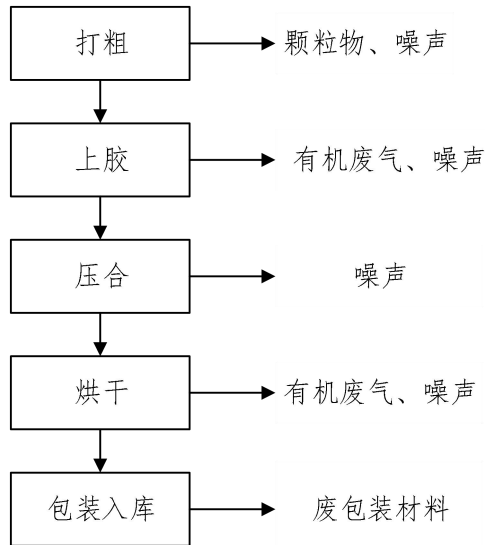 打粗
颗粒物、噪声
上胶
有机废气、噪声
压合
噪声
烘干
有机废气、噪声
包装入库
废包装材料